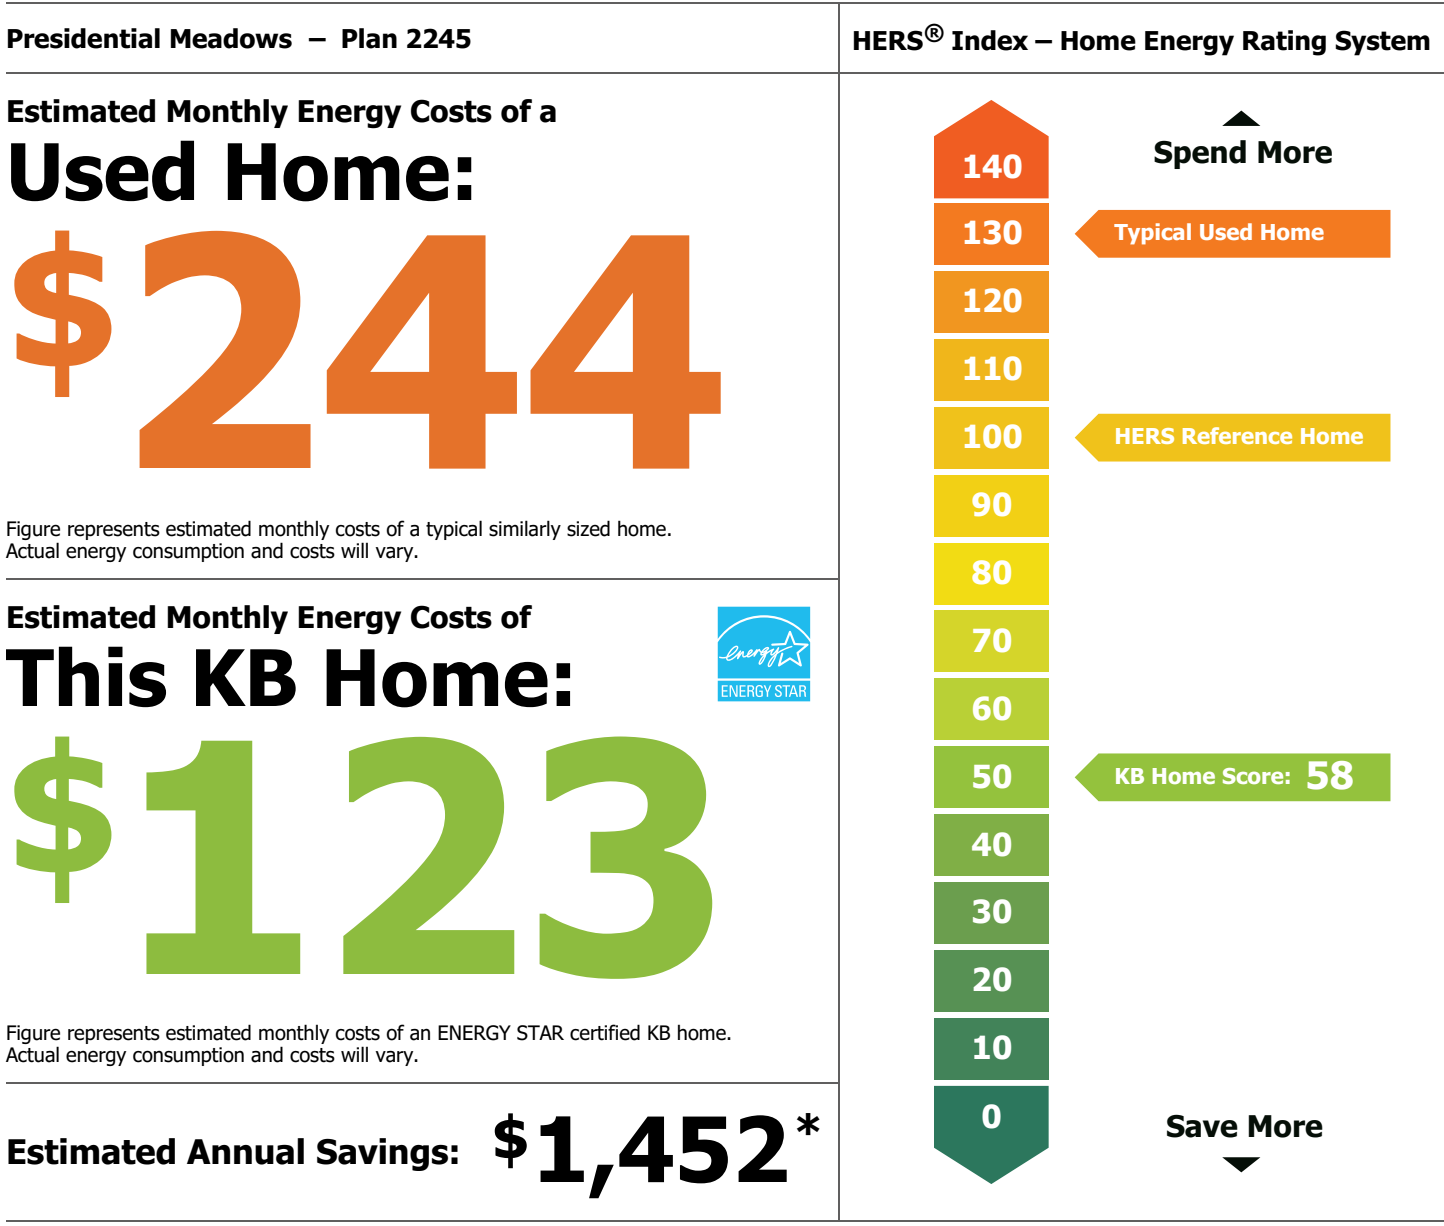 Presidential Meadows – Plan 2245
Estimated Monthly Energy Costs of a
Used Home:
$244
Figure represents estimated monthly costs of a typical similarly sized home.
Actual energy consumption and costs will vary.
Estimated Monthly Energy Costs of
This KB Home:
energy
ENERGY STAR
$123
Figure represents estimated monthly costs of an ENERGY STAR certified KB home.
Actual energy consumption and costs will vary.
Estimated Annual Savings: $1,452*
HERS® Index – Home Energy Rating System
Spend More
140
130 Typical Used Home
120
110
100 HERS Reference Home
90
80
70
60
50 KB Home Score: 58
40
30
20
10
0
Save More